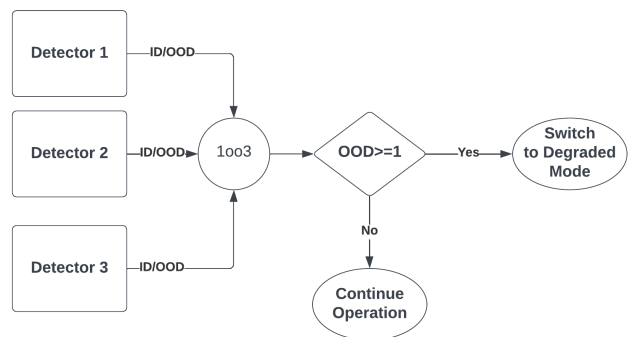 Detector 1
ID/OOD
Detector 2
ID/OOD
1oo3
OOD>=1
Yes
Switch
to Degraded
Mode
Detector 3
ID/OOD
No
Continue
Operation